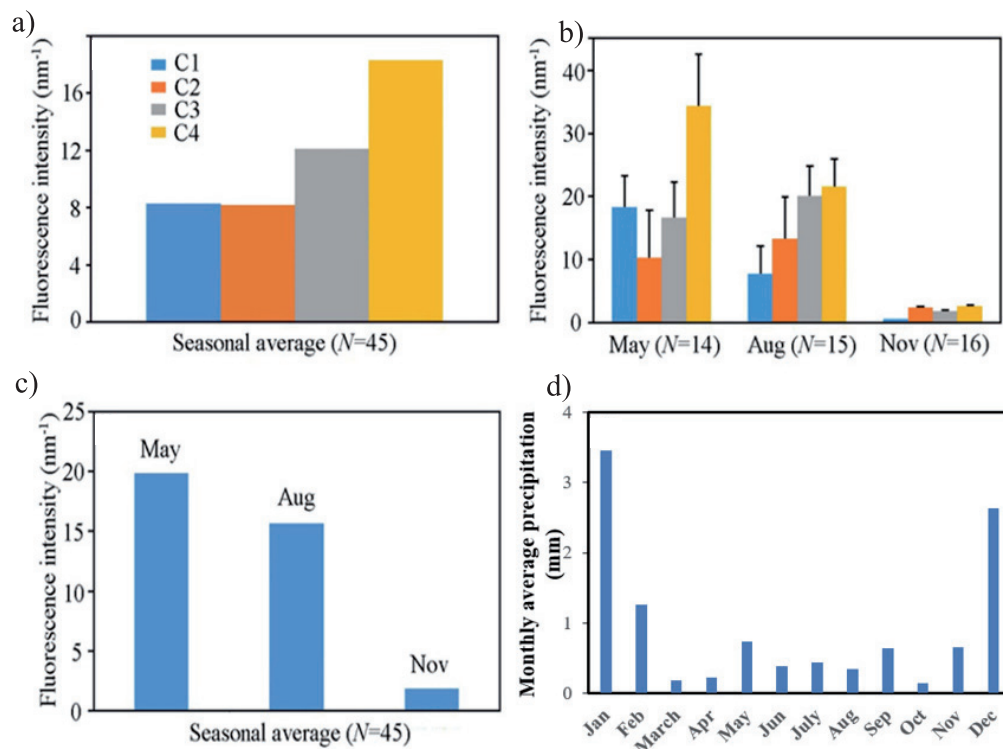 a)
Fluorescence intensity (nm-1)
16
12
8
4
0
C1
C2
C3
C4
Seasonal average (N=45)
b)
Fluorescence intensity (nm-1)
40
30
20
10
0
May (N=14)
Aug (N=15)
Nov (N=16)
c)
Fluorescence intensity (nm-1)
25
20
15
10
5
0
May
Aug
Nov
Seasonal average (N=45)
d)
Monthly average precipitation
(mm)
4
3
2
1
0
Jan
Feb
March
Apr
May
Jun
July
Aug
Sep
Oct
Nov
Dec